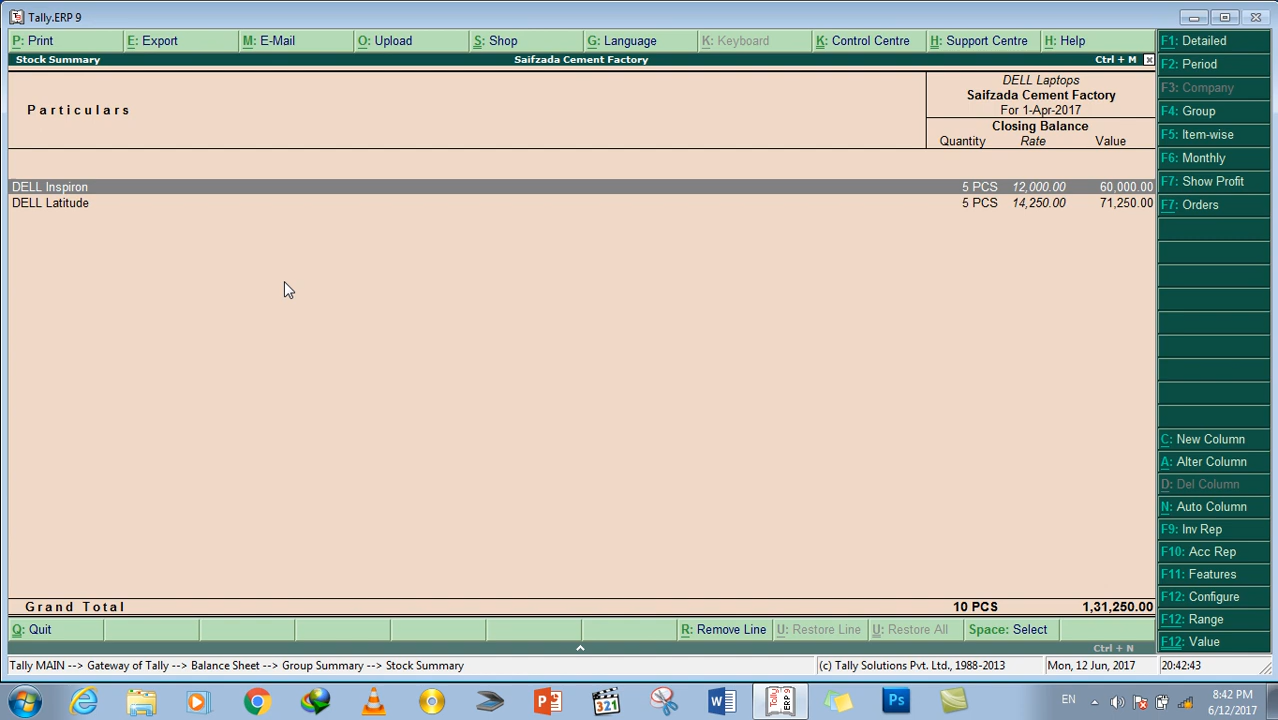 Tally.ERP 9
P: Print E: Export M: E-Mail O: Upload S: Shop G: Language K: Keyboard K: Control Centre H: Support Centre H: Help
Stock Summary Saifzada Cement Factory Ctrl + M
Particulars
DELL Laptops
Saifzada Cement Factory
For 1-Apr-2017
Closing Balance
Quantity Rate Value
DELL Inspiron 5 PCS 12,000.00 60,000.00
DELL Latitude 5 PCS 14,250.00 71,250.00
Grand Total 10 PCS 1,31,250.00
F1: Detailed
F2: Period
F3: Company
F4: Group
F5: Item-wise
F6: Monthly
F7: Show Profit
F7: Orders
C: New Column
A: Alter Column
D: Del Column
N: Auto Column
F9: Inv Rep
F10: Acc Rep
F11: Features
F12: Configure
F12: Range
F12: Value
Q: Quit R: Remove Line U: Restore Line U: Restore All Space: Select
Ctrl + N
Tally MAIN --> Gateway of Tally --> Balance Sheet --> Group Summary --> Stock Summary (c) Tally Solutions Pvt. Ltd., 1988-2013 Mon, 12 Jun, 2017 20:42:43
EN 8:42 PM
6/12/2017